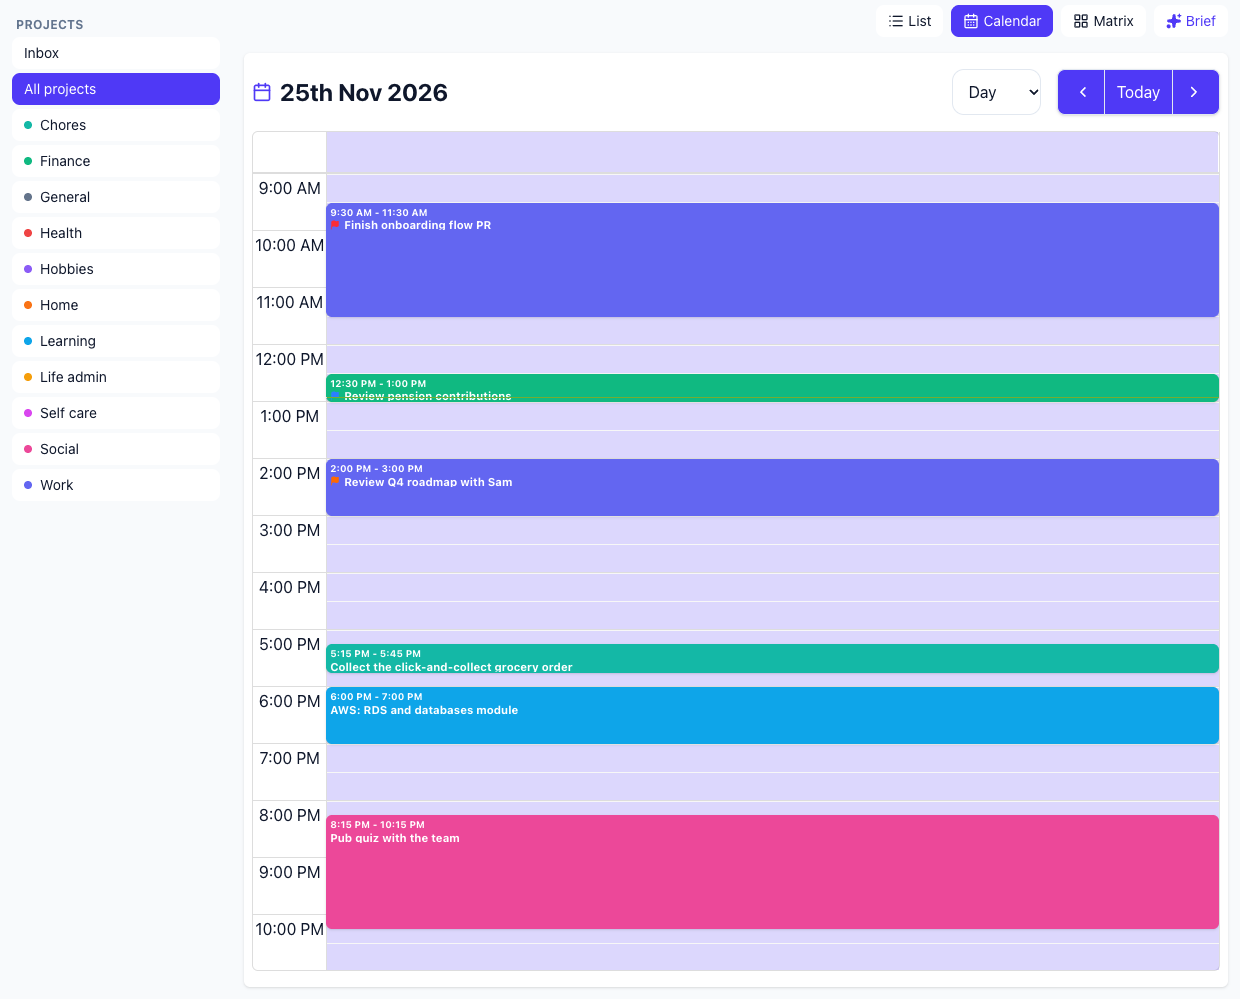 PROJECTS
Inbox
All projects
Chores
Finance
General
Health
Hobbies
Home
Learning
Life admin
Self care
Social
Work
List
Calendar
Matrix
Brief
25th Nov 2026
Day
Today
9:00 AM
9:30 AM - 11:30 AM
Finish onboarding flow PR
10:00 AM
11:00 AM
12:00 PM
12:30 PM - 1:00 PM
Review pension contributions
1:00 PM
2:00 PM
2:00 PM - 3:00 PM
Review Q4 roadmap with Sam
3:00 PM
4:00 PM
5:00 PM
5:15 PM - 5:45 PM
Collect the click-and-collect grocery order
6:00 PM
6:00 PM - 7:00 PM
AWS: RDS and databases module
7:00 PM
8:00 PM
8:15 PM - 10:15 PM
Pub quiz with the team
9:00 PM
10:00 PM